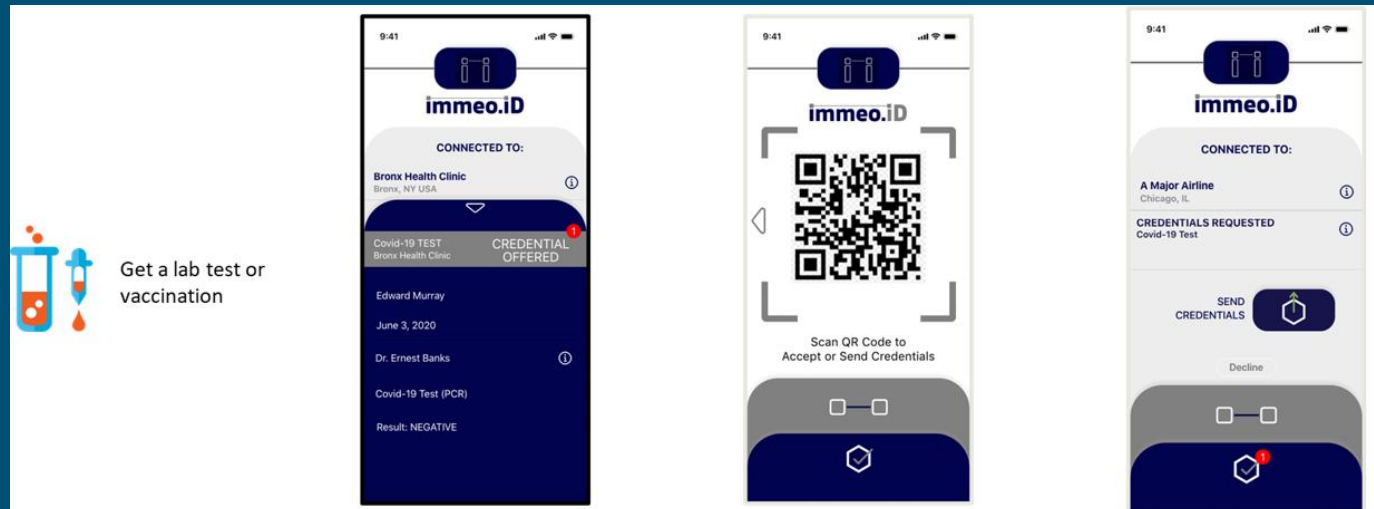 Get a lab test or
vaccination
9:41
immeo.iD
CONNECTED TO:
Bronx Health Clinic
Bronx, NY USA
1
Covid-19 TEST
Bronx Health Clinic
CREDENTIAL
OFFERED
Edward Murray
June 3, 2020
Dr. Ernest Banks
Covid-19 Test (PCR)
Result: NEGATIVE
9:41
immeo.iD
Scan QR Code to
Accept or Send Credentials
9:41
immeo.iD
CONNECTED TO:
A Major Airline
Chicago, IL
CREDENTIALS REQUESTED
Covid-19 Test
SEND
CREDENTIALS
Decline
1